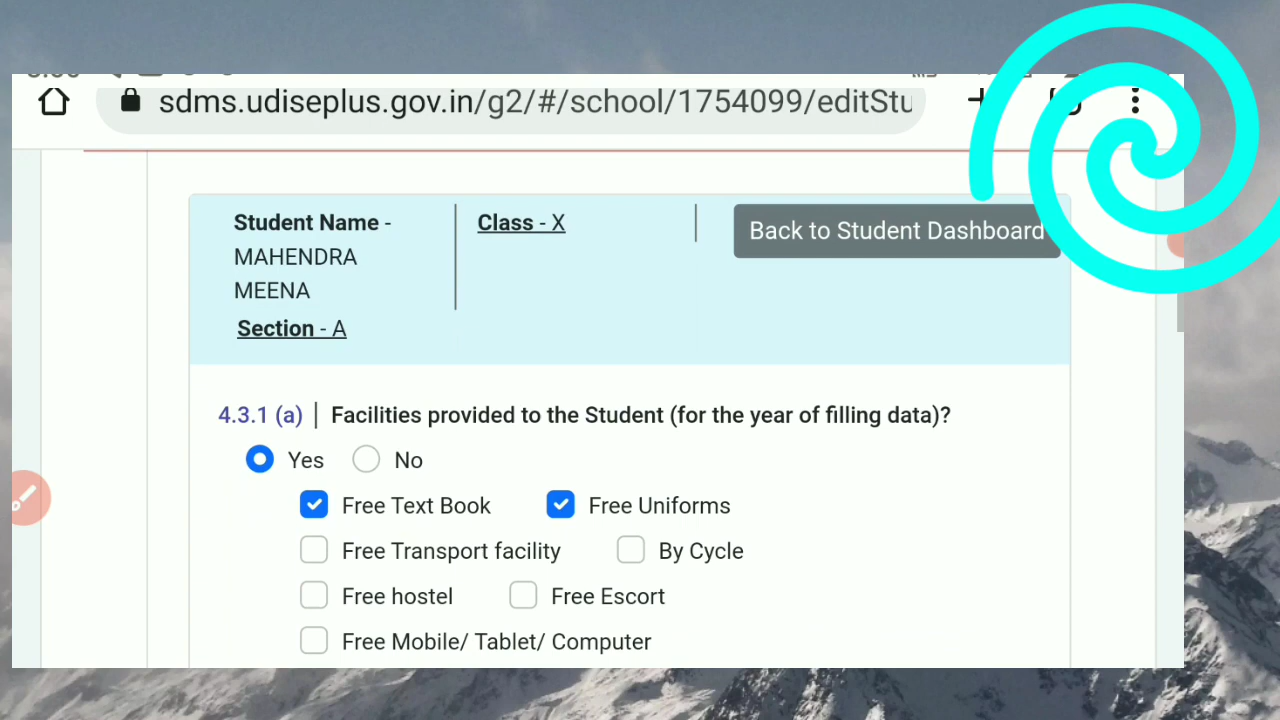 sdms.udiseplus.gov.in/g2/#/school/1754099/editStu
Student Name -
MAHENDRA
MEENA
Class - X
Back to Student Dashboard
Section - A
4.3.1 (a) | Facilities provided to the Student (for the year of filling data)?
Yes No
Free Text Book Free Uniforms
Free Transport facility By Cycle
Free hostel Free Escort
Free Mobile/ Tablet/ Computer